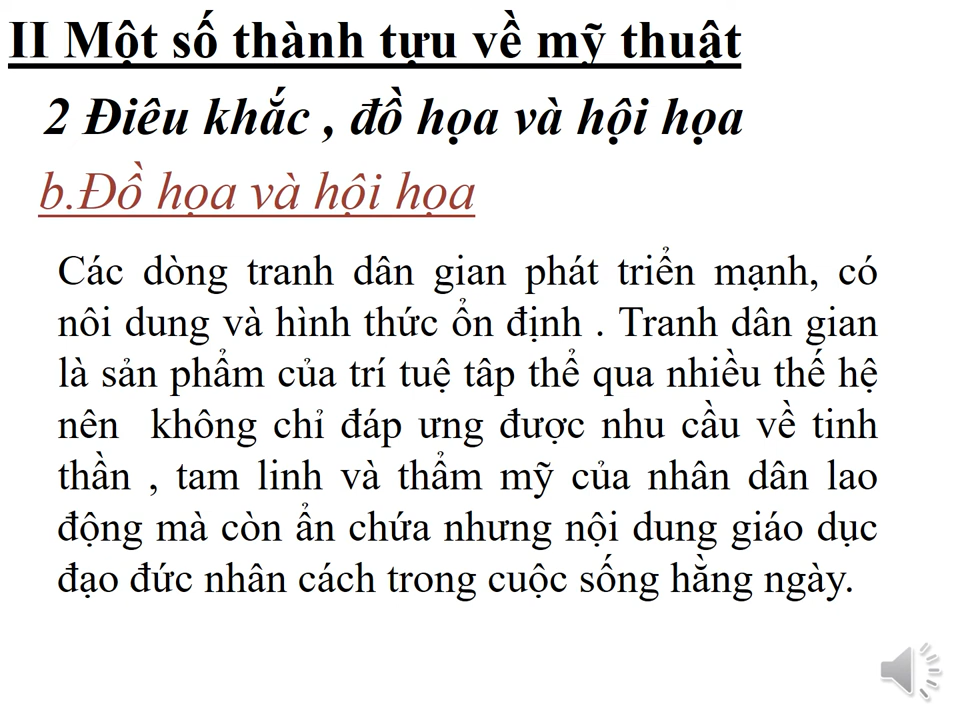 II Một số thành tựu về mỹ thuật
2 Điêu khắc , đồ họa và hội họa
b.Đồ họa và hội họa
Các dòng tranh dân gian phát triển mạnh, có
nôi dung và hình thức ổn định . Tranh dân gian
là sản phẩm của trí tuệ tâp thể qua nhiều thế hệ
nên không chỉ đáp ưng được nhu cầu về tinh
thần , tam linh và thẩm mỹ của nhân dân lao
động mà còn ẩn chứa nhưng nội dung giáo dục
đạo đức nhân cách trong cuộc sống hằng ngày.